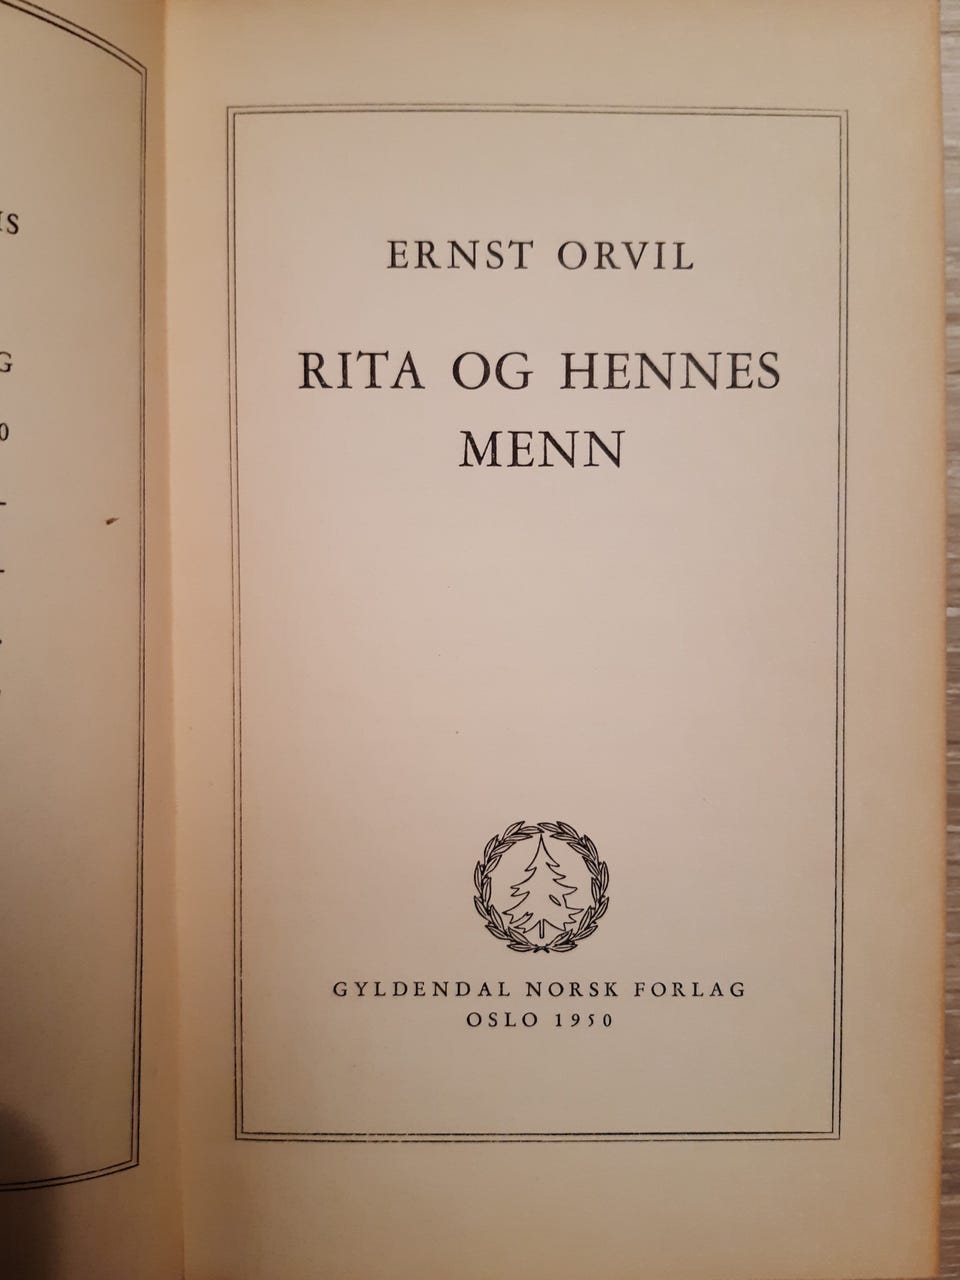 ERNST ORVIL
RITA OG HENNES
MENN
GYLDENDAL NORSK FORLAG
OSLO 1950